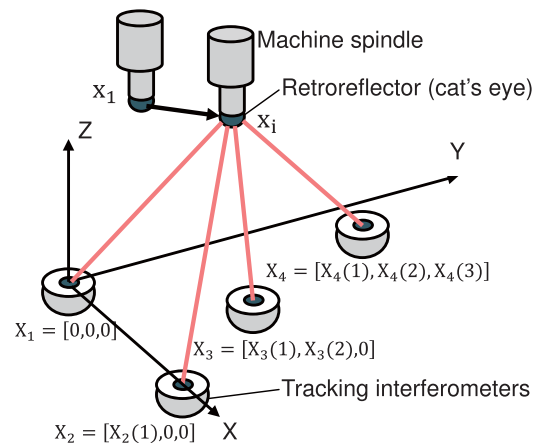 Machine spindle
Retroreflector (cat's eye)
x₁
xᵢ
Z
Y
X₄ = [X₄(1), X₄(2), X₄(3)]
X₁ = [0,0,0]
X₃ = [X₃(1), X₃(2),0]
Tracking interferometers
X₂ = [X₂(1),0,0]
X